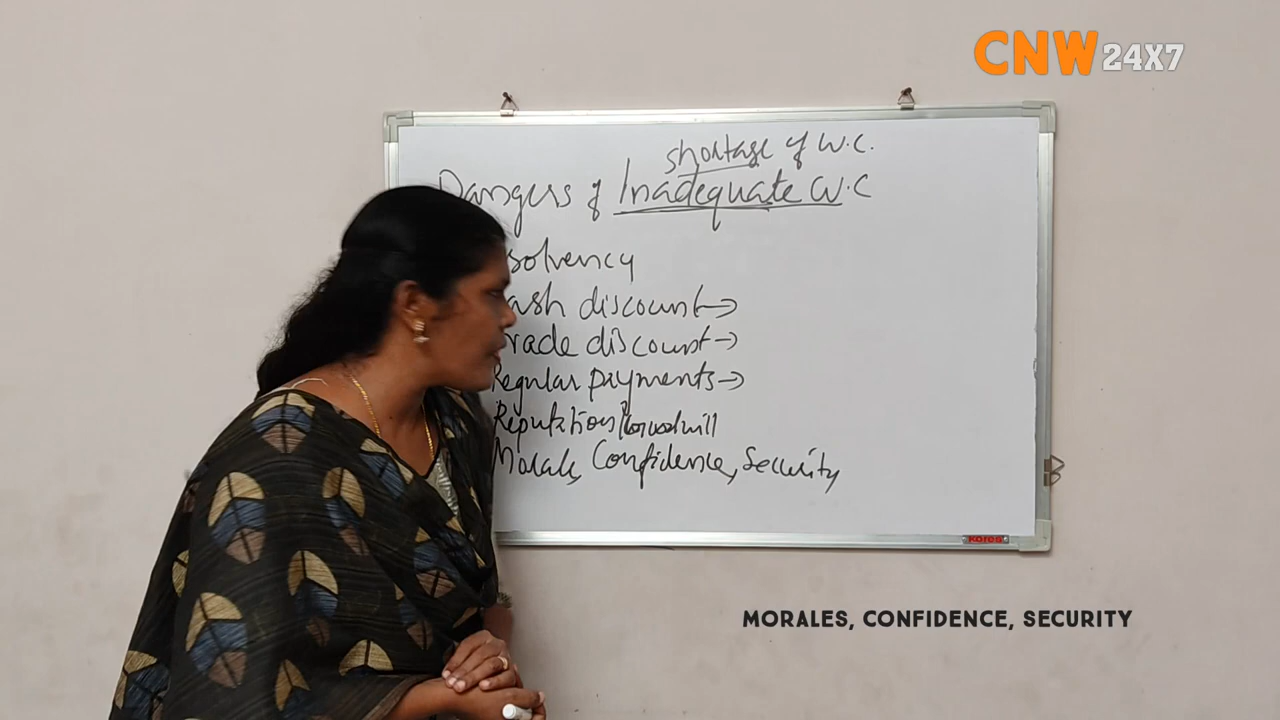 CNW 24X7
shortage of W.C.
Dangers of Inadequate W.C
solvency
ash discount→
rade discount→
Regular payments→
Reputation/Goodwill
Morale, Confidence, Security
KOREs
MORALES, CONFIDENCE, SECURITY